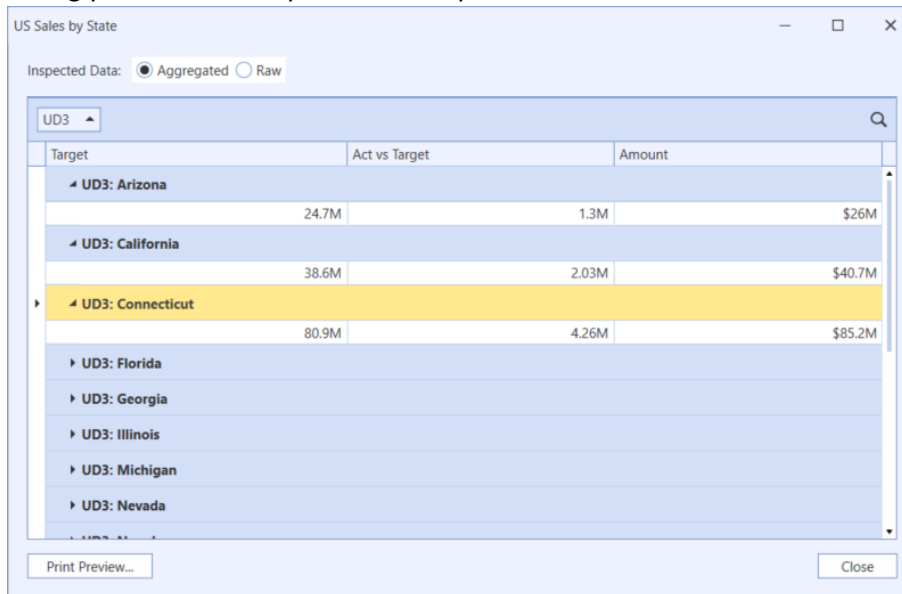 US Sales by State
Inspected Data: Aggregated Raw
UD3
Target Act vs Target Amount
UD3: Arizona
24.7M 1.3M $26M
UD3: California
38.6M 2.03M $40.7M
UD3: Connecticut
80.9M 4.26M $85.2M
UD3: Florida
UD3: Georgia
UD3: Illinois
UD3: Michigan
UD3: Nevada
Print Preview... Close